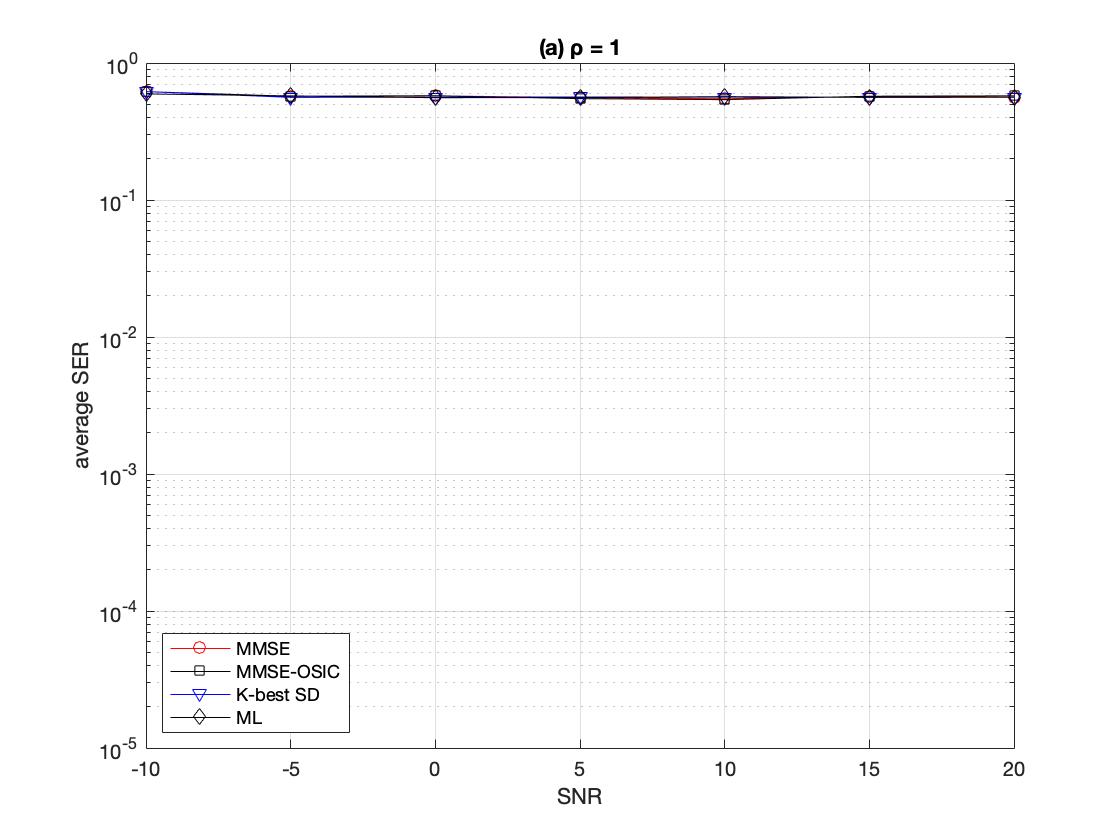 (a) ρ = 1
10^0
10^-1
10^-2
10^-3
10^-4
10^-5
average SER
MMSE
MMSE-OSIC
K-best SD
ML
-10 -5 0 5 10 15 20
SNR